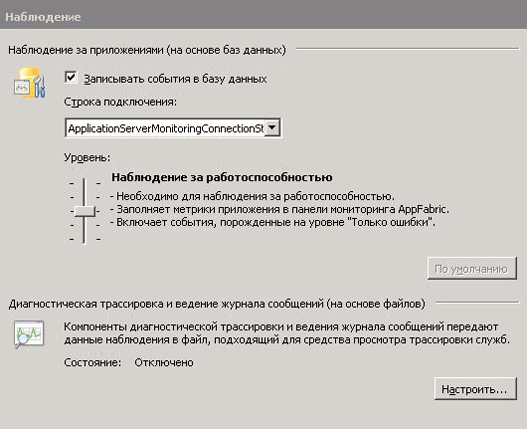 Наблюдение
Наблюдение за приложениями (на основе баз данных)
Записывать события в базу данных
Строка подключения:
ApplicationServerMonitoringConnectionSt
Уровень:
Наблюдение за работоспособностью
- Необходимо для наблюдения за работоспособностью.
- Заполняет метрики приложения в панели мониторинга AppFabric.
- Включает события, порожденные на уровне "Только ошибки".
По умолчанию
Диагностическая трассировка и ведение журнала сообщений (на основе файлов)
Компоненты диагностической трассировки и ведения журнала сообщений передают
данные наблюдения в файл, подходящий для средства просмотра трассировки служб.
Состояние: Отключено
Настроить...